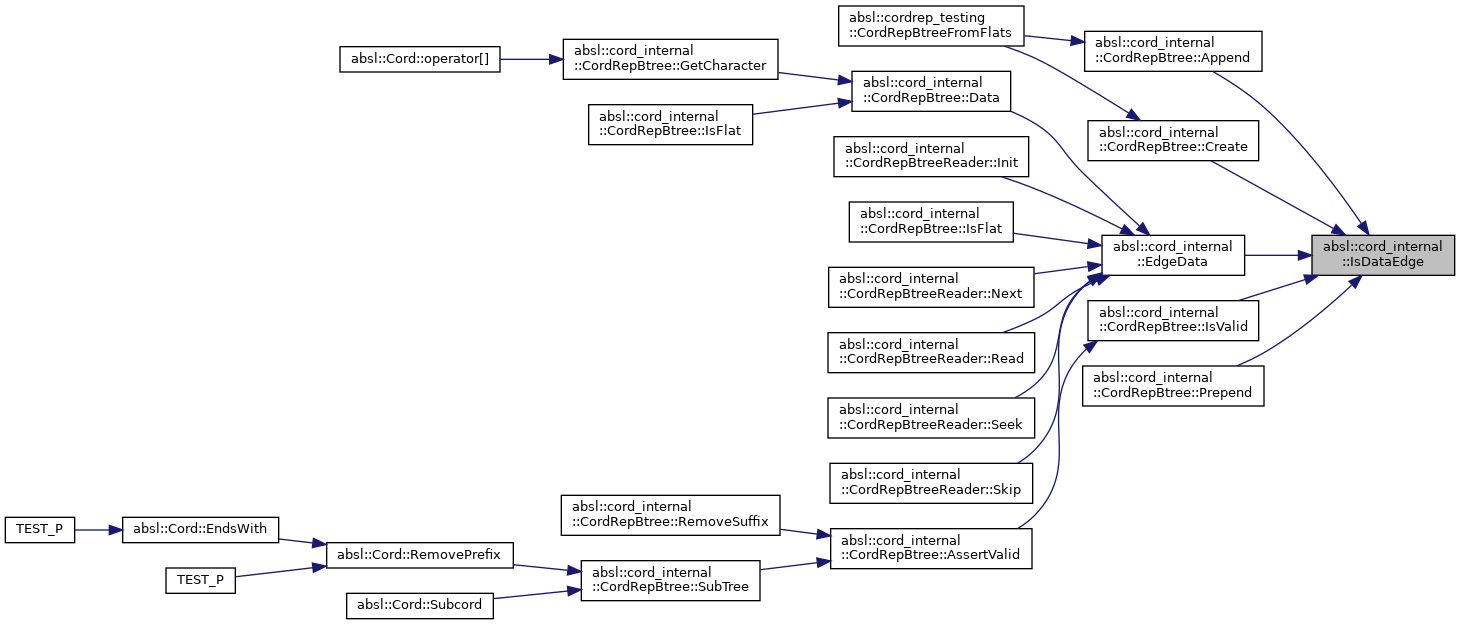 absl::cordrep_testing
::CordRepBtreeFromFlats
absl::cord_internal
::CordRepBtree::Append
absl::cord_internal
::CordRepBtree::GetCharacter
absl::Cord::operator[]
absl::cord_internal
::CordRepBtree::Data
absl::cord_internal
::CordRepBtree::IsFlat
absl::cord_internal
::CordRepBtree::Create
absl::cord_internal
::CordRepBtreeReader::Init
absl::cord_internal
::CordRepBtree::IsFlat
absl::cord_internal
::EdgeData
absl::cord_internal
::IsDataEdge
absl::cord_internal
::CordRepBtreeReader::Next
absl::cord_internal
::CordRepBtree::IsValid
absl::cord_internal
::CordRepBtreeReader::Read
absl::cord_internal
::CordRepBtree::Prepend
absl::cord_internal
::CordRepBtreeReader::Seek
absl::cord_internal
::CordRepBtreeReader::Skip
absl::cord_internal
::CordRepBtree::RemoveSuffix
absl::cord_internal
::CordRepBtree::AssertValid
TEST_P
absl::Cord::EndsWith
absl::Cord::RemovePrefix
TEST_P
absl::cord_internal
::CordRepBtree::SubTree
absl::Cord::Subcord